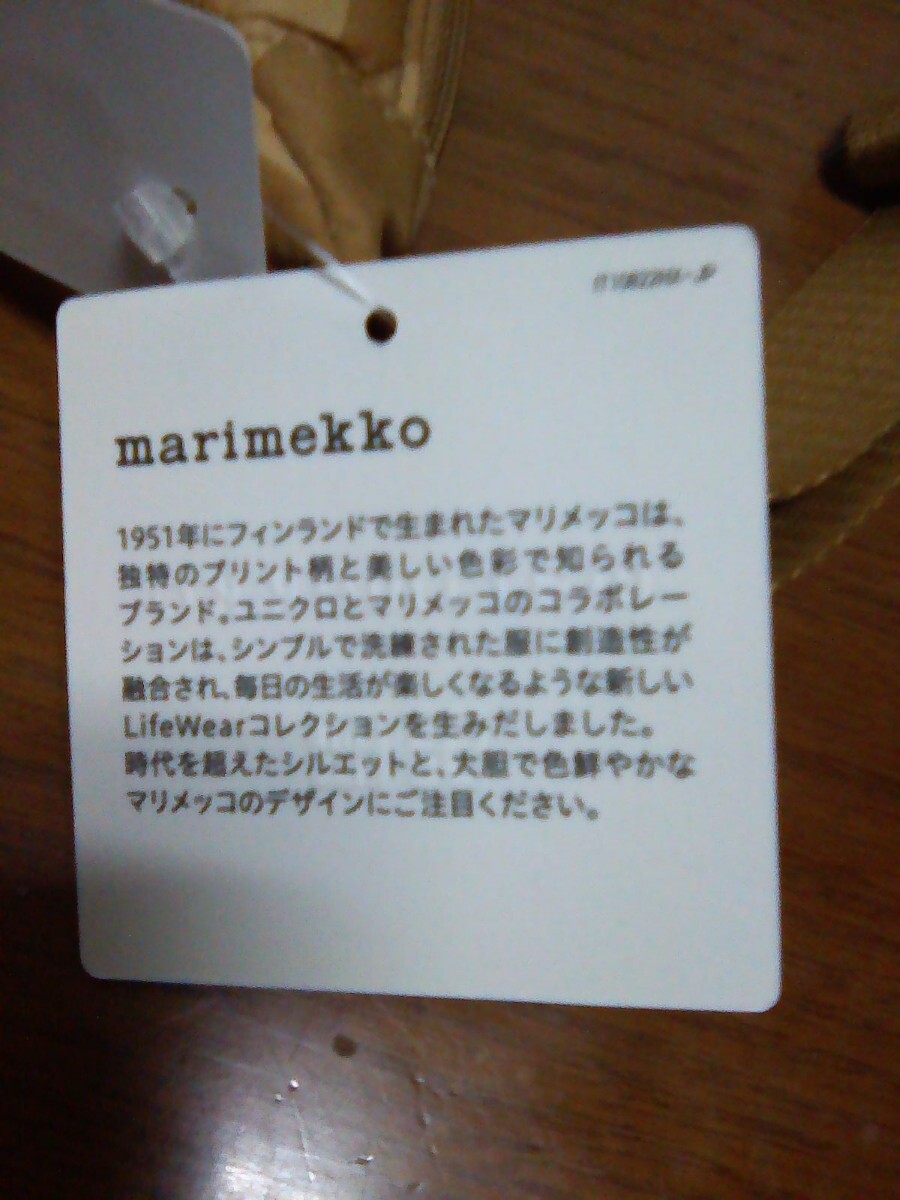 marimekko
1951年にフィンランドで生まれたマリメッコは、
独特のプリント柄と美しい色彩で知られる
ブランド。ユニクロとマリメッコのコラボレー
ションは、シンプルで洗練された服に創造性が
融合され、毎日の生活が楽しくなるような新しい
LifeWearコレクションを生みだしました。
時代を超えたシルエットと、大胆で色鮮やかな
マリメッコのデザインにご注目ください。